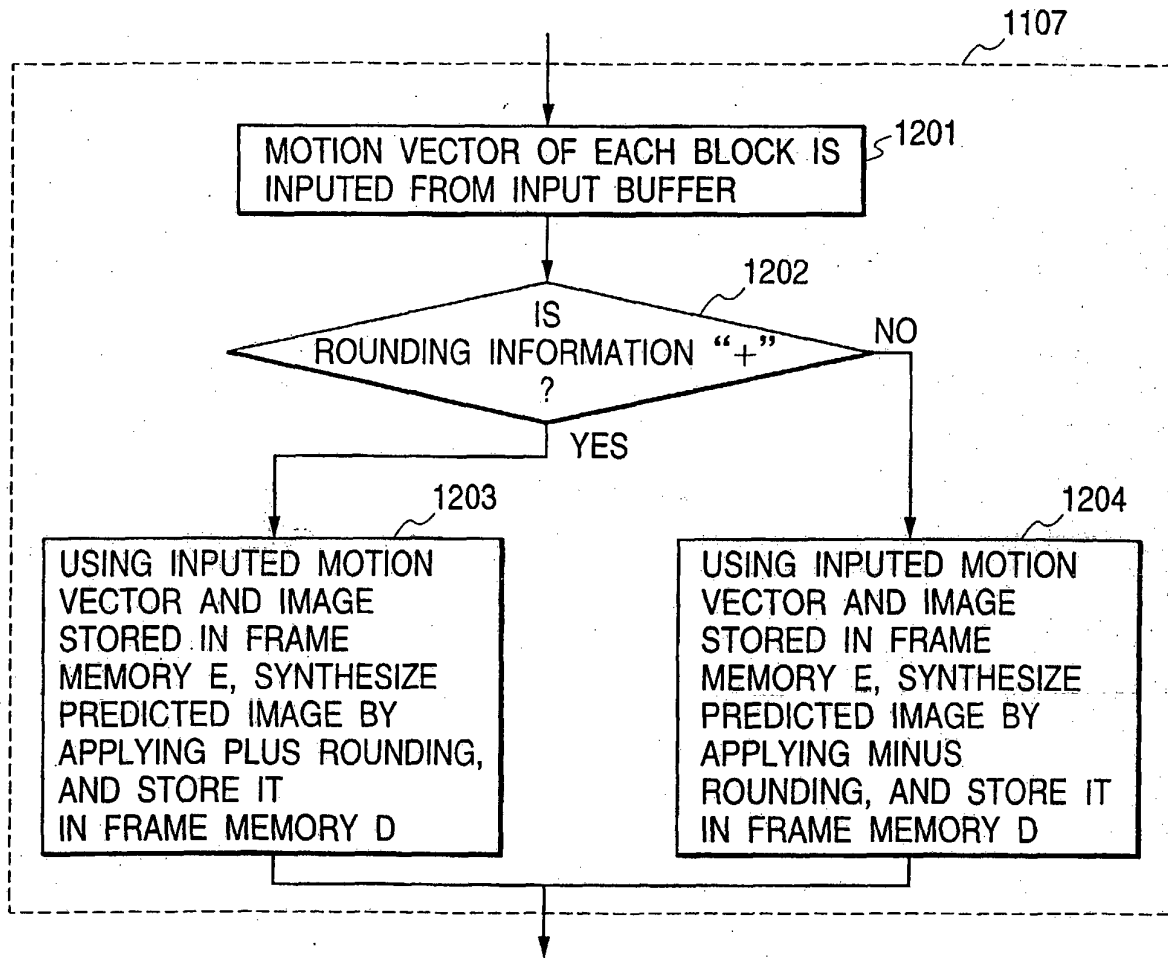 1107
MOTION VECTOR OF EACH BLOCK IS
INPUTED FROM INPUT BUFFER
1201
1202
IS
ROUNDING INFORMATION “+”
?
NO
YES
1203
USING INPUTED MOTION
VECTOR AND IMAGE
STORED IN FRAME
MEMORY E, SYNTHESIZE
PREDICTED IMAGE BY
APPLYING PLUS ROUNDING,
AND STORE IT
IN FRAME MEMORY D
1204
USING INPUTED MOTION
VECTOR AND IMAGE
STORED IN FRAME
MEMORY E, SYNTHESIZE
PREDICTED IMAGE BY
APPLYING MINUS
ROUNDING, AND STORE IT
IN FRAME MEMORY D